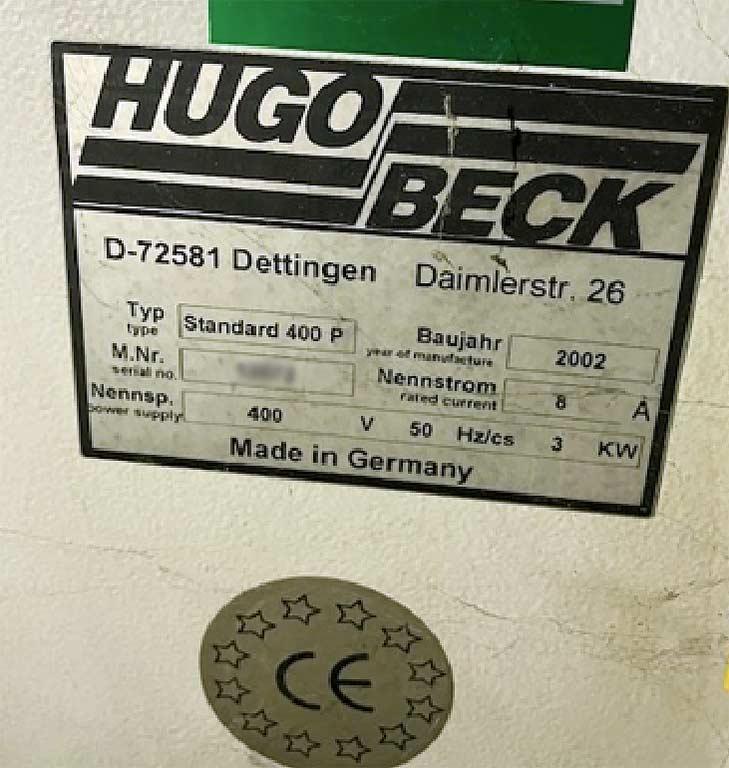 HUGO
BECK
D-72581 Dettingen Daimlerstr. 26
Typ Standard 400 P Baujahr 2002
type year of manufacture
M.Nr. Nennstrom 8 A
serial no. rated current
Nennsp. 400 V 50 Hz/cs 3 KW
power supply
Made in Germany
CE